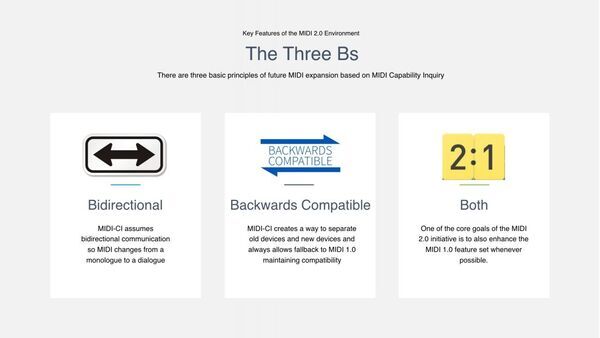 Key Features of the MIDI 2.0 Environment
The Three Bs
There are three basic principles of future MIDI expansion based on MIDI Capability Inquiry
Bidirectional
MIDI-CI assumes
bidirectional communication
so MIDI changes from a
monologue to a dialogue
BACKWARDS
COMPATIBLE
Backwards Compatible
MIDI-CI creates a way to separate
old devices and new devices and
always allows fallback to MIDI 1.0
maintaining compatibility
2:1
Both
One of the core goals of the MIDI
2.0 initiative is to also enhance the
MIDI 1.0 feature set whenever
possible.